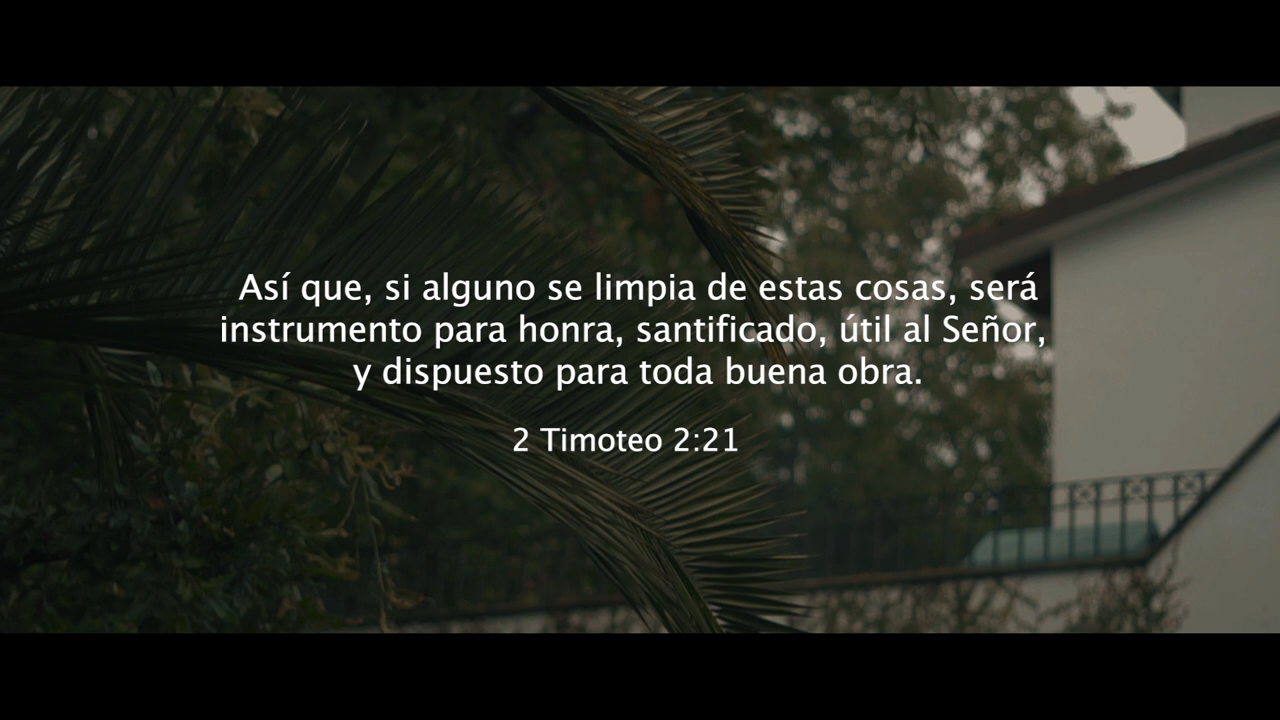 Así que, si alguno se limpia de estas cosas, será
instrumento para honra, santificado, útil al Señor,
y dispuesto para toda buena obra.
2 Timoteo 2:21